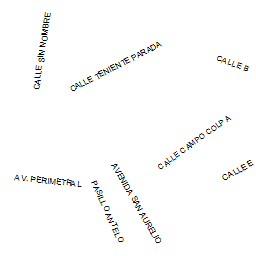 CALLE SIN NOMBRE
CALLE TENIENTE PARADA
CALLE B
CALLE CAMPO COLPA
CALLE E
AV. PERIMETRAL
PASILLO ANTELO
AVENIDA SAN AURELIO